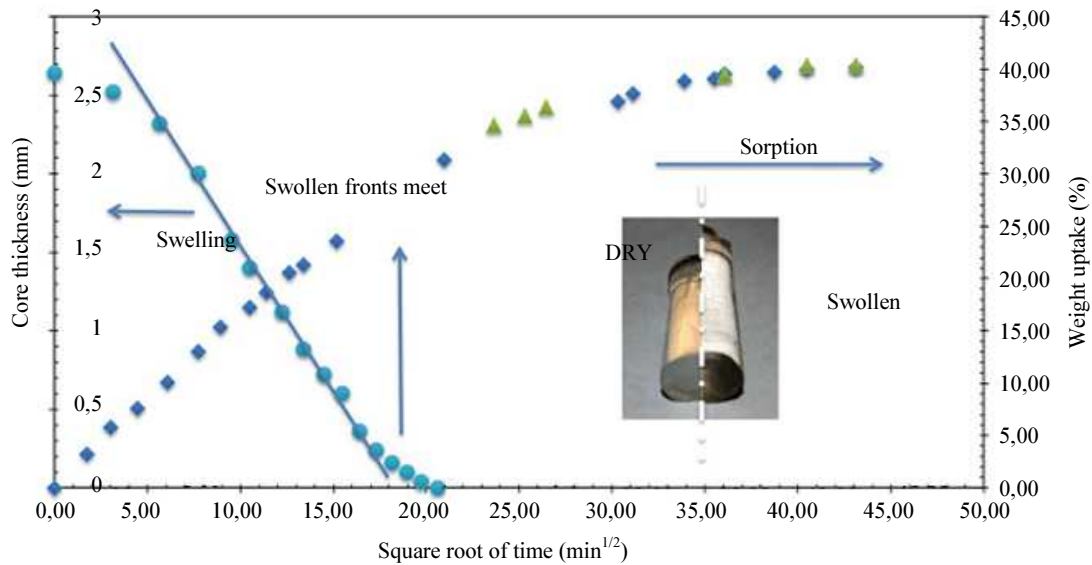 3
2,5
2
1,5
1
0,5
0
Core thickness (mm)
45,00
40,00
35,00
30,00
25,00
20,00
15,00
10,00
5,00
0,00
Weight uptake (%)
Sorption
Swollen fronts meet
Swelling
DRY
Swollen
0,00 5,00 10,00 15,00 20,00 25,00 30,00 35,00 40,00 45,00 50,00
Square root of time (min1/2)